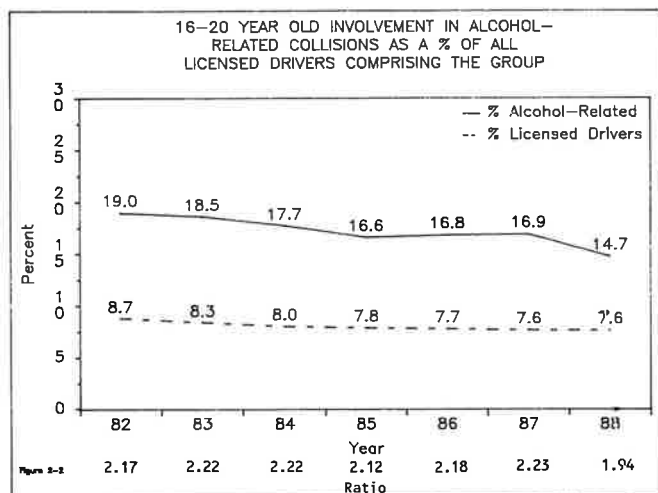 16-20 YEAR OLD INVOLVEMENT IN ALCOHOL-
RELATED COLLISIONS AS A % OF ALL
LICENSED DRIVERS COMPRISING THE GROUP
30
% Alcohol-Related
% Licensed Drivers
25
20
19.0 18.5 17.7 16.6 16.8 16.9 14.7
15
Percent
10
8.7 8.3 8.0 7.8 7.7 7.6 7.6
5
0
82 83 84 85 86 87 88
Year
Figure 2-2 2.17 2.22 2.22 2.12 2.18 2.23 1.94
Ratio